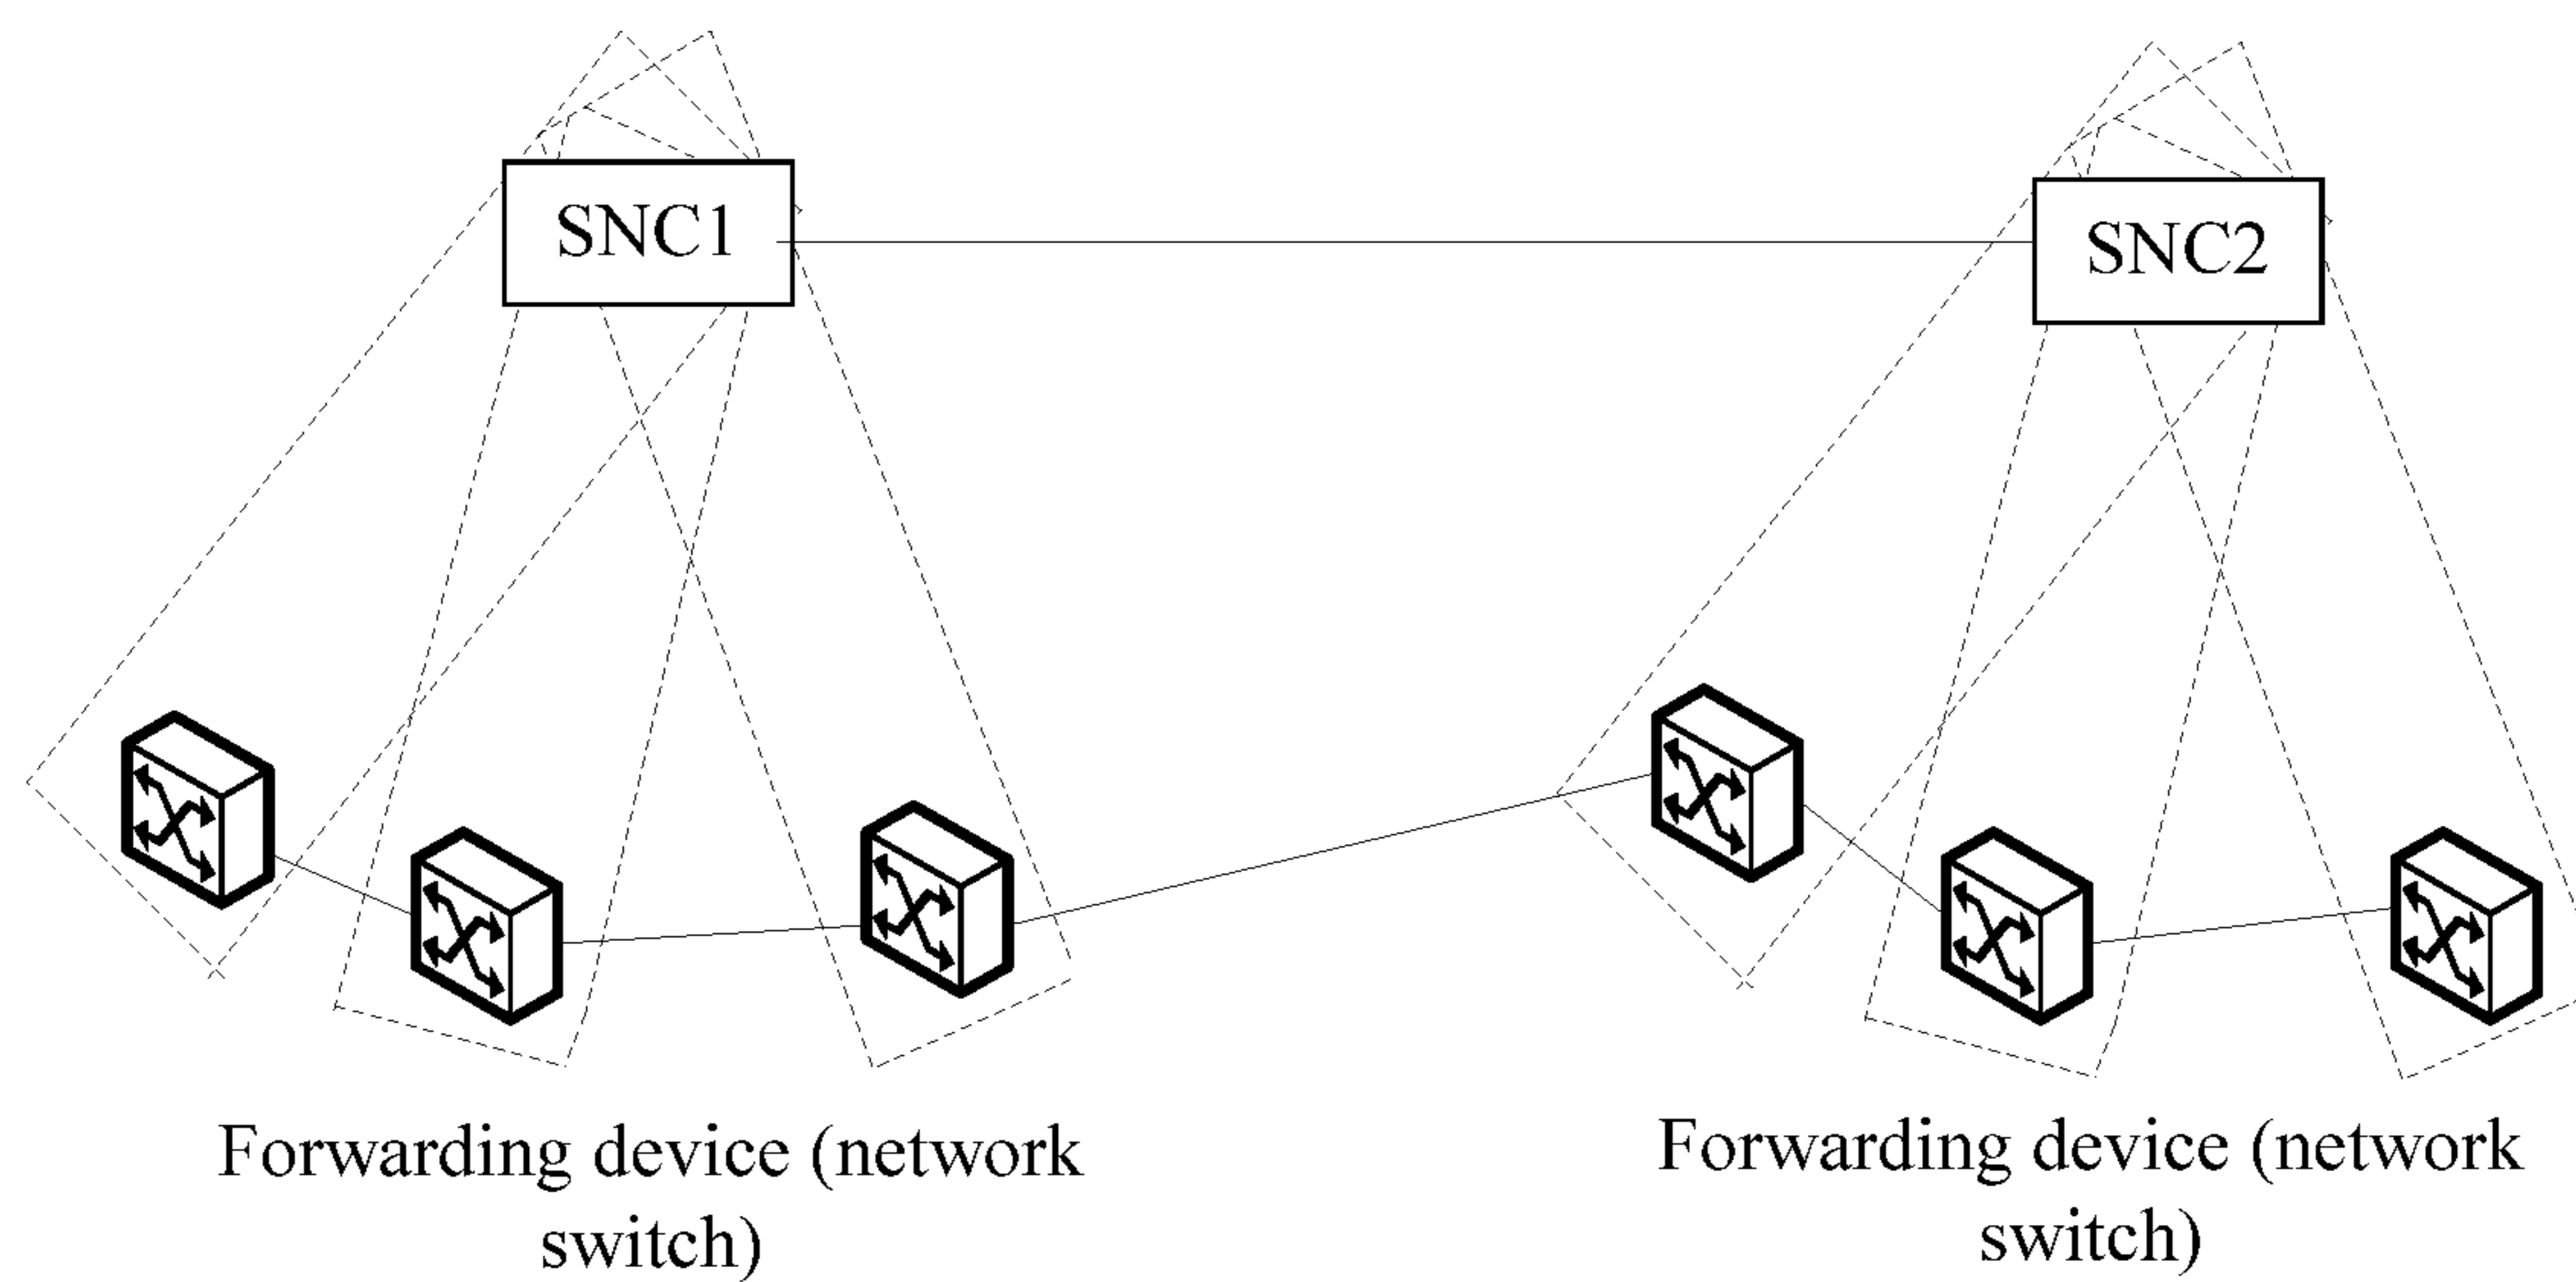 SNC1
SNC2
Forwarding device (network
switch)
Forwarding device (network
switch)